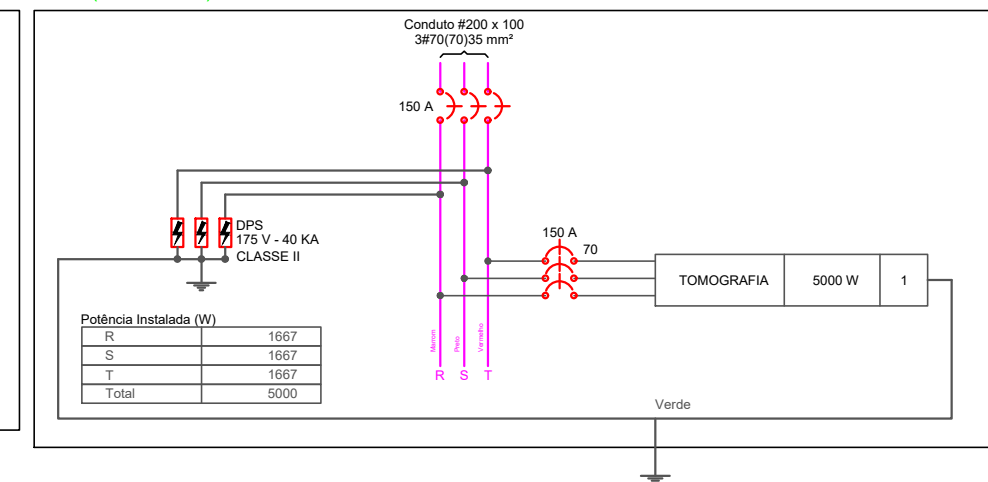 Conduto #200 x 100
3#70(70)35 mm²
150 A
DPS
175 V - 40 KA
CLASSE II
150 A
70
TOMOGRAFIA 5000 W 1
Potência Instalada (W)
R 1667
S 1667
T 1667
Total 5000
Marrom Preto Vermelho
R S T
Verde